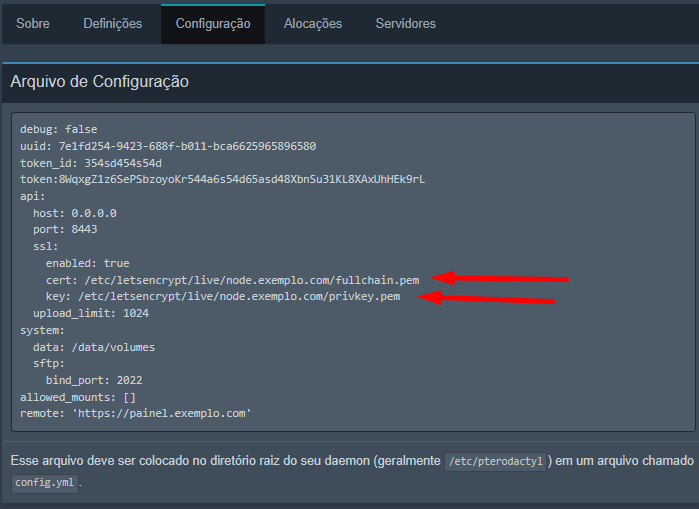 Sobre Definições Configuração Alocações Servidores
Arquivo de Configuração
debug: false
uuid: 7e1fd254-9423-688f-b011-bca6625965896580
token_id: 354sd454s54d
token:8WqxgZ1z6SePSbzoyoKr544a6s54d65asd48XbnSu31KL8XAxUhHEk9rL
api:
  host: 0.0.0.0
  port: 8443
  ssl:
    enabled: true
    cert: /etc/letsencrypt/live/node.exemplo.com/fullchain.pem
    key: /etc/letsencrypt/live/node.exemplo.com/privkey.pem
  upload_limit: 1024
system:
  data: /data/volumes
  sftp:
    bind_port: 2022
allowed_mounts: []
remote: 'https://painel.exemplo.com'
Esse arquivo deve ser colocado no diretório raiz do seu daemon (geralmente /etc/pterodactyl ) em um arquivo chamado
config.yml .